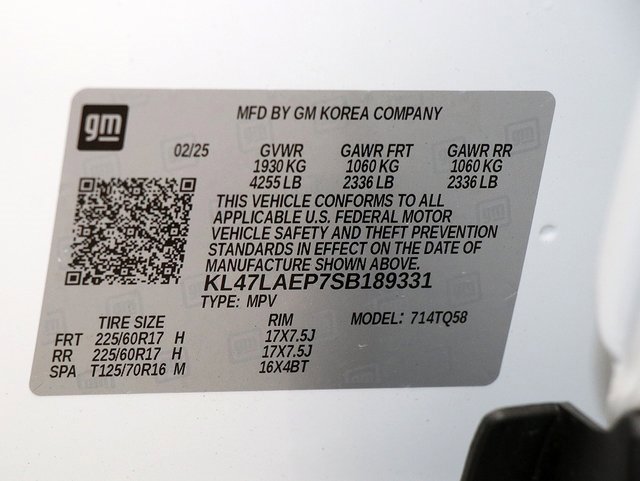 gm
MFD BY GM KOREA COMPANY
02/25 GVWR GAWR FRT GAWR RR
1930 KG 1060 KG 1060 KG
4255 LB 2336 LB 2336 LB
THIS VEHICLE CONFORMS TO ALL
APPLICABLE U.S. FEDERAL MOTOR
VEHICLE SAFETY AND THEFT PREVENTION
STANDARDS IN EFFECT ON THE DATE OF
MANUFACTURE SHOWN ABOVE.
KL47LAEP7SB189331
TYPE: MPV
TIRE SIZE RIM MODEL: 714TQ58
FRT 225/60R17 H 17X7.5J
RR 225/60R17 H 17X7.5J
SPA T125/70R16 M 16X4BT